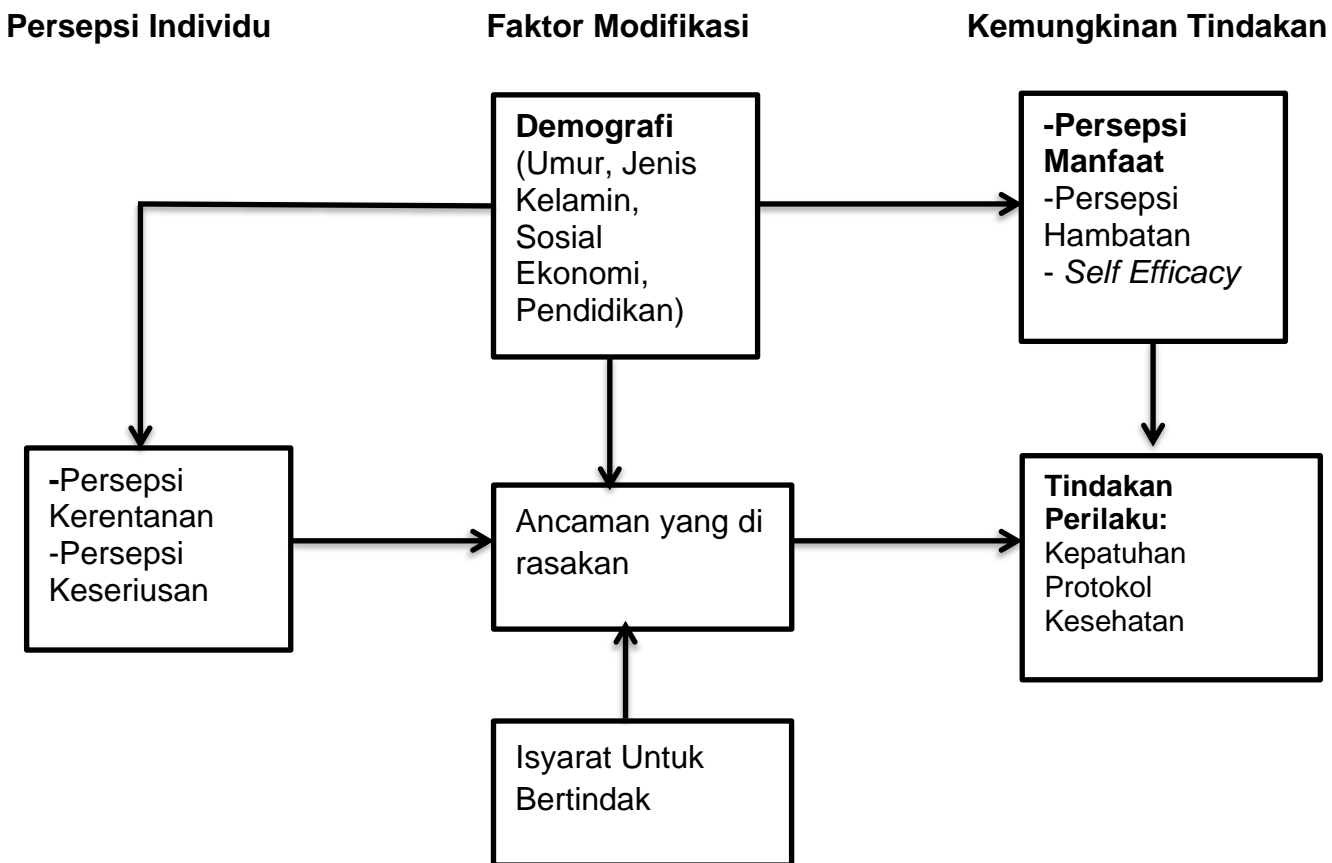 Persepsi Individu
Faktor Modifikasi
Kemungkinan Tindakan
Demografi
(Umur, Jenis
Kelamin,
Sosial
Ekonomi,
Pendidikan)
-Persepsi
Manfaat
-Persepsi
Hambatan
- Self Efficacy
-Persepsi
Kerentanan
-Persepsi
Keseriusan
Ancaman yang di
rasakan
Tindakan
Perilaku:
Kepatuhan
Protokol
Kesehatan
Isyarat Untuk
Bertindak